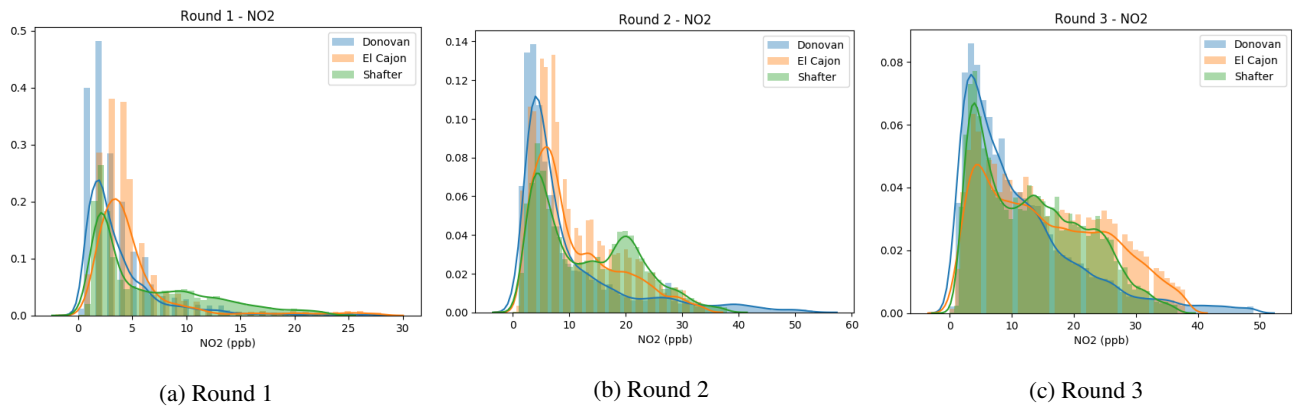 Round 1 - NO2
0.5
0.4
0.3
0.2
0.1
0.0
Donovan
El Cajon
Shafter
0 5 10 15 20 25 30
NO2 (ppb)
(a) Round 1
Round 2 - NO2
0.14
0.12
0.10
0.08
0.06
0.04
0.02
0.00
Donovan
El Cajon
Shafter
0 10 20 30 40 50 60
NO2 (ppb)
(b) Round 2
Round 3 - NO2
0.08
0.06
0.04
0.02
0.00
Donovan
El Cajon
Shafter
0 10 20 30 40 50
NO2 (ppb)
(c) Round 3